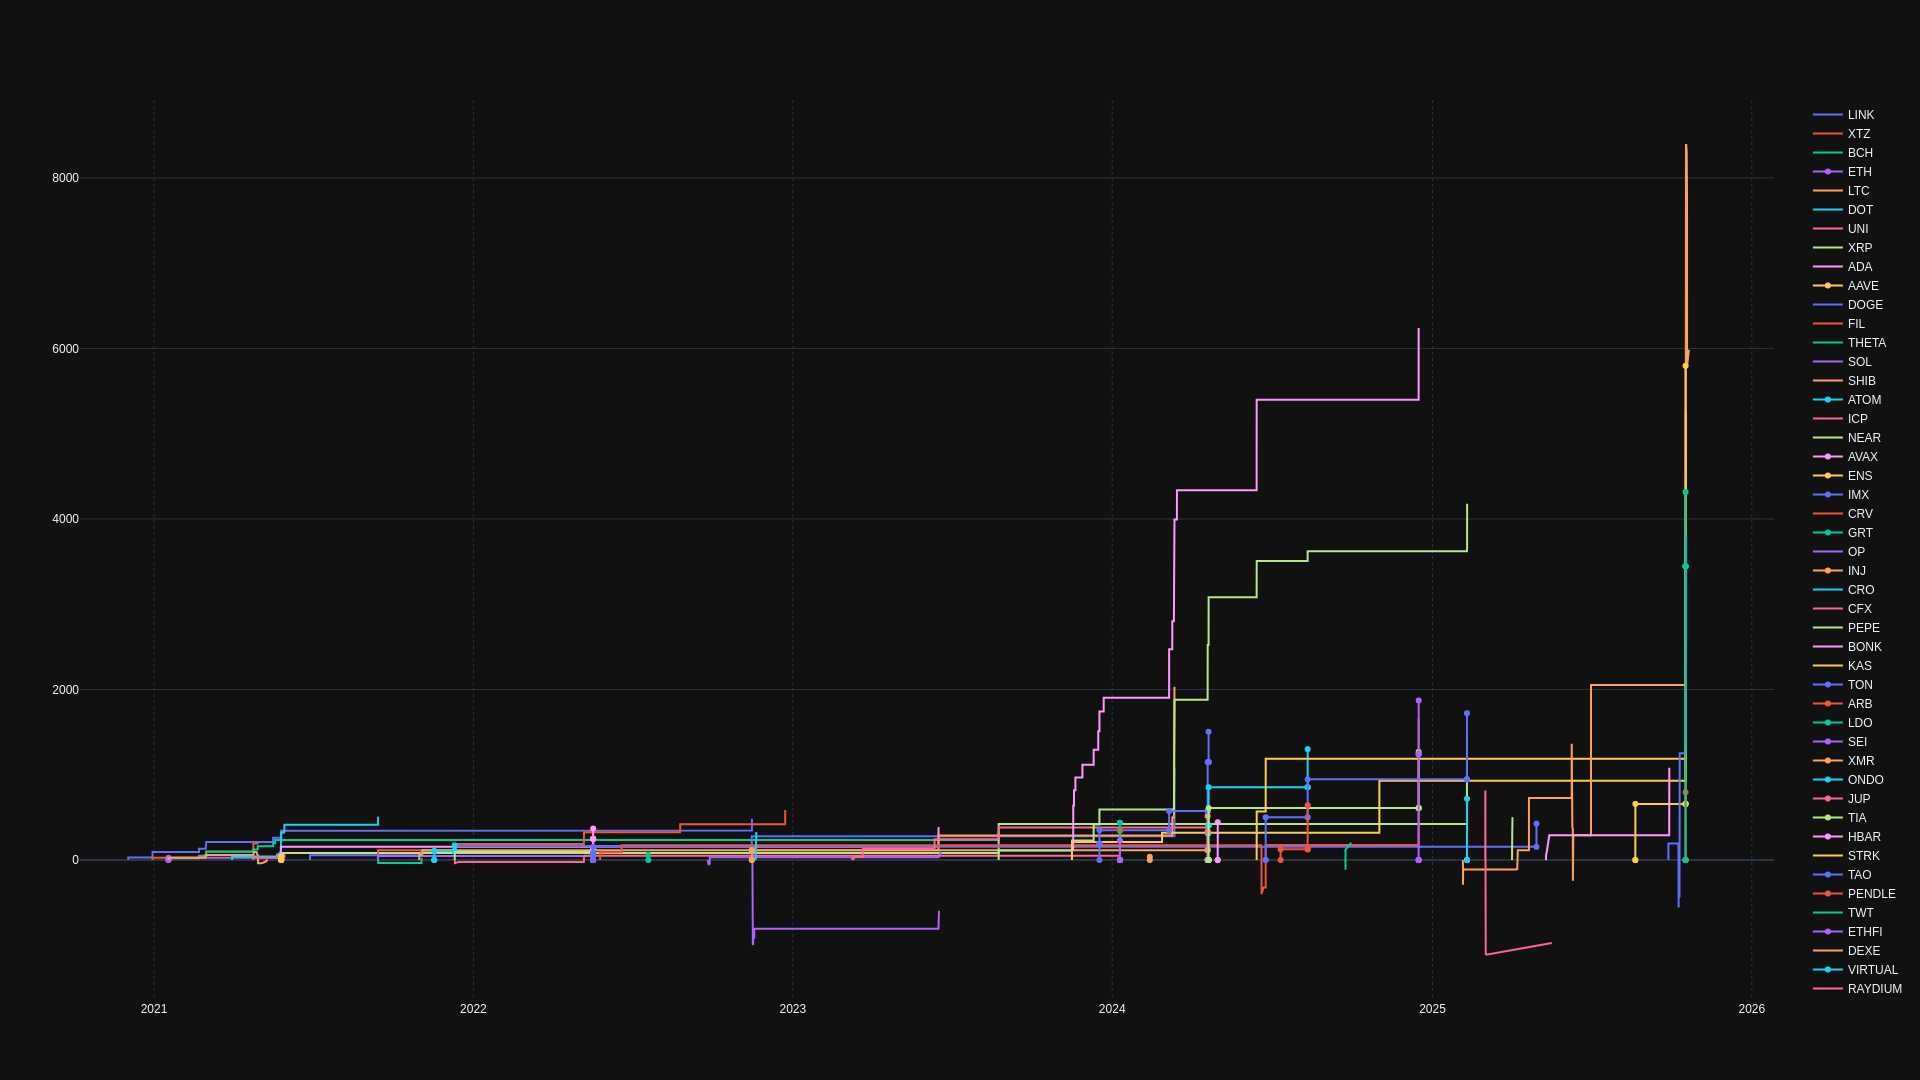 8000
6000
4000
2000
0
2021
2022
2023
2024
2025
2026
LINK
XTZ
BCH
ETH
LTC
DOT
UNI
XRP
ADA
AAVE
DOGE
FIL
THETA
SOL
SHIB
ATOM
ICP
NEAR
AVAX
ENS
IMX
CRV
GRT
OP
INJ
CRO
CFX
PEPE
BONK
KAS
TON
ARB
LDO
SEI
XMR
ONDO
JUP
TIA
HBAR
STRK
TAO
PENDLE
TWT
ETHFI
DEXE
VIRTUAL
RAYDIUM